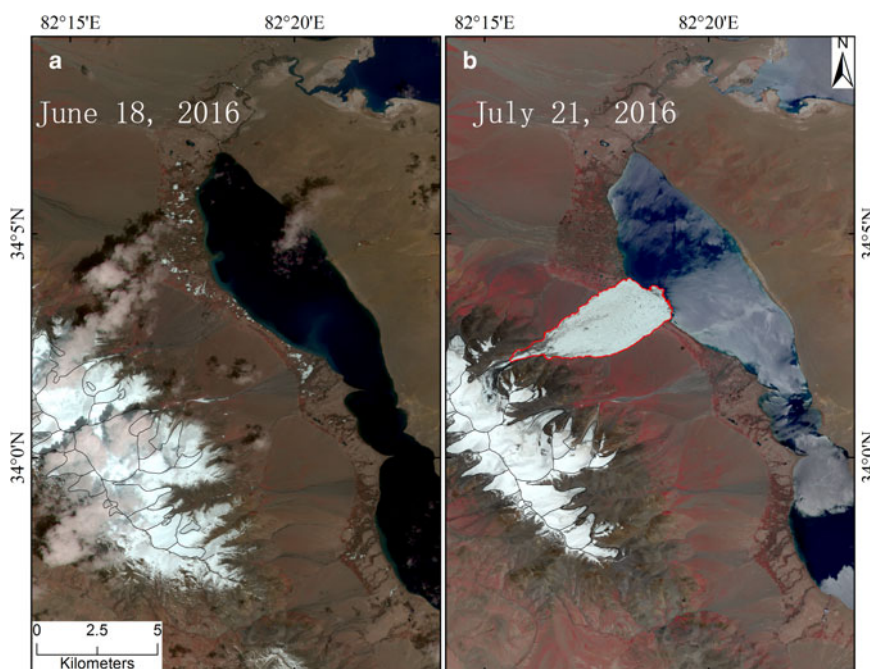 82°15'E 82°20'E 82°15'E 82°20'E
a b N
June 18, 2016 July 21, 2016
34°5'N 34°5'N
34°0'N 34°0'N
0 2.5 5
Kilometers